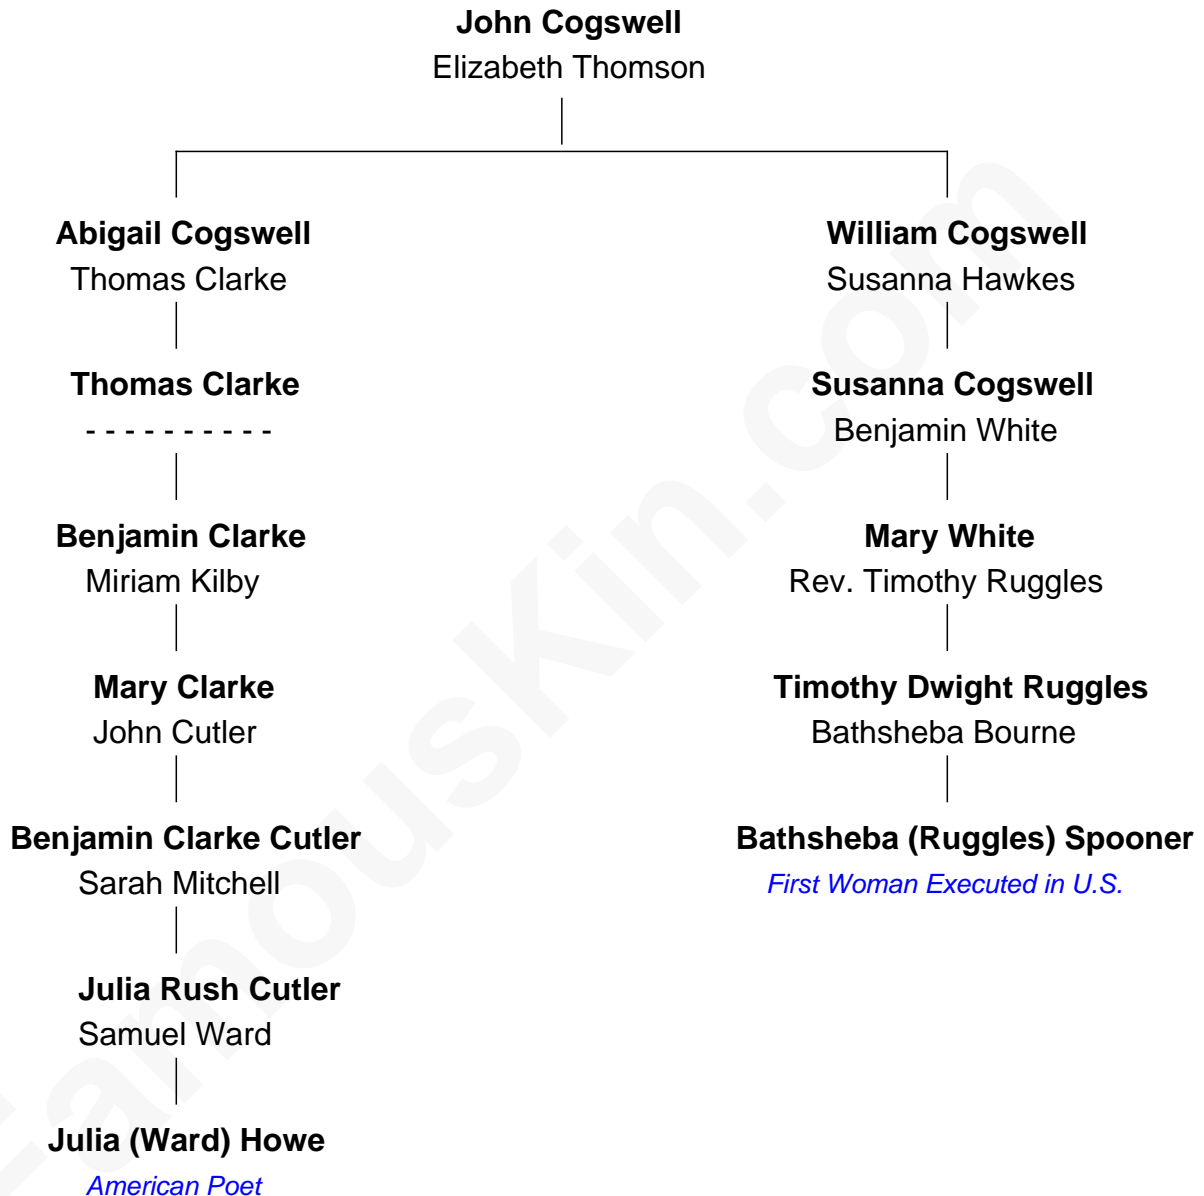 John Cogswell
Elizabeth Thomson
Abigail Cogswell
Thomas Clarke
William Cogswell
Susanna Hawkes
Thomas Clarke
- - - - - - - - - -
Susanna Cogswell
Benjamin White
Benjamin Clarke
Miriam Kilby
Mary White
Rev. Timothy Ruggles
Mary Clarke
John Cutler
Timothy Dwight Ruggles
Bathsheba Bourne
Benjamin Clarke Cutler
Sarah Mitchell
Bathsheba (Ruggles) Spooner
First Woman Executed in U.S.
Julia Rush Cutler
Samuel Ward
Julia (Ward) Howe
American Poet
FamousKin.com